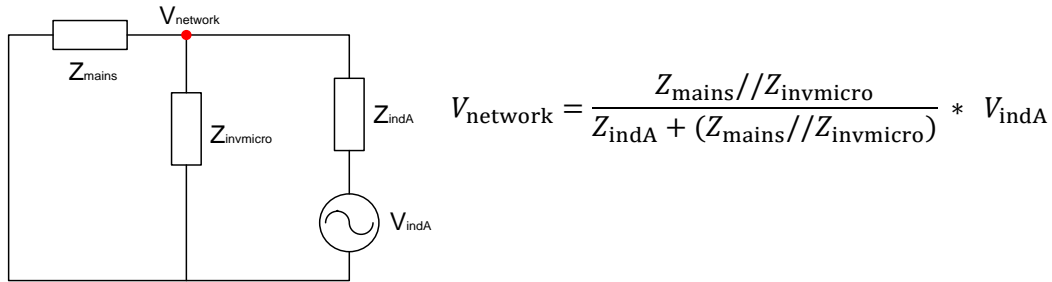 Vnetwork
Zmains
Zinvmicro
ZindA
VindA
Vnetwork = Zmains//Zinvmicro / ZindA + (Zmains//Zinvmicro) * VindA